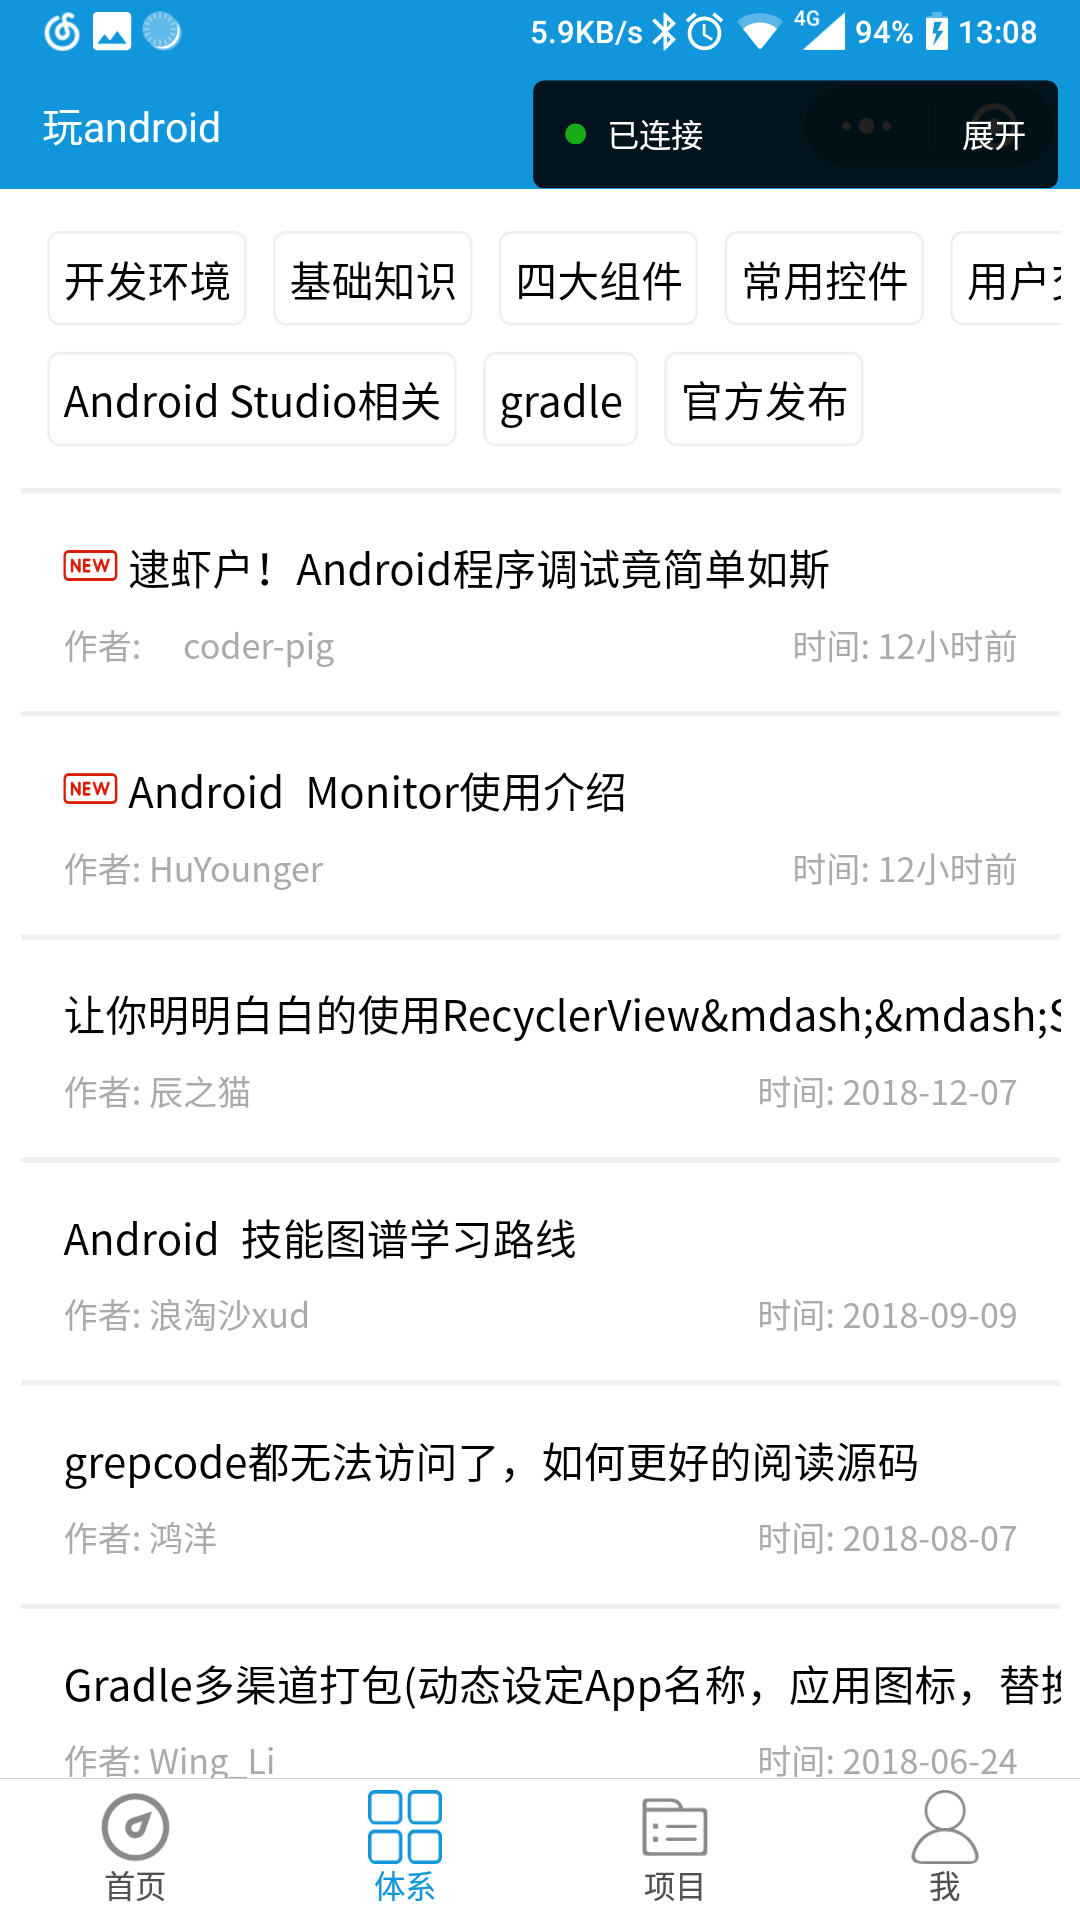 5.9KB/s 4G 94% 13:08
玩android
已连接 展开
开发环境 基础知识 四大组件 常用控件 用户
Android Studio相关 gradle 官方发布
NEW 逮虾户！Android程序调试竟简单如斯
作者: coder-pig 时间: 12小时前
NEW Android Monitor使用介绍
作者: HuYounger 时间: 12小时前
让你明明白白的使用RecyclerView&mdash;&mdash;S
作者: 辰之猫 时间: 2018-12-07
Android 技能图谱学习路线
作者: 浪淘沙xud 时间: 2018-09-09
grepcode都无法访问了，如何更好的阅读源码
作者: 鸿洋 时间: 2018-08-07
Gradle多渠道打包(动态设定App名称，应用图标，替换
作者: Wing_Li 时间: 2018-06-24
首页 体系 项目 我